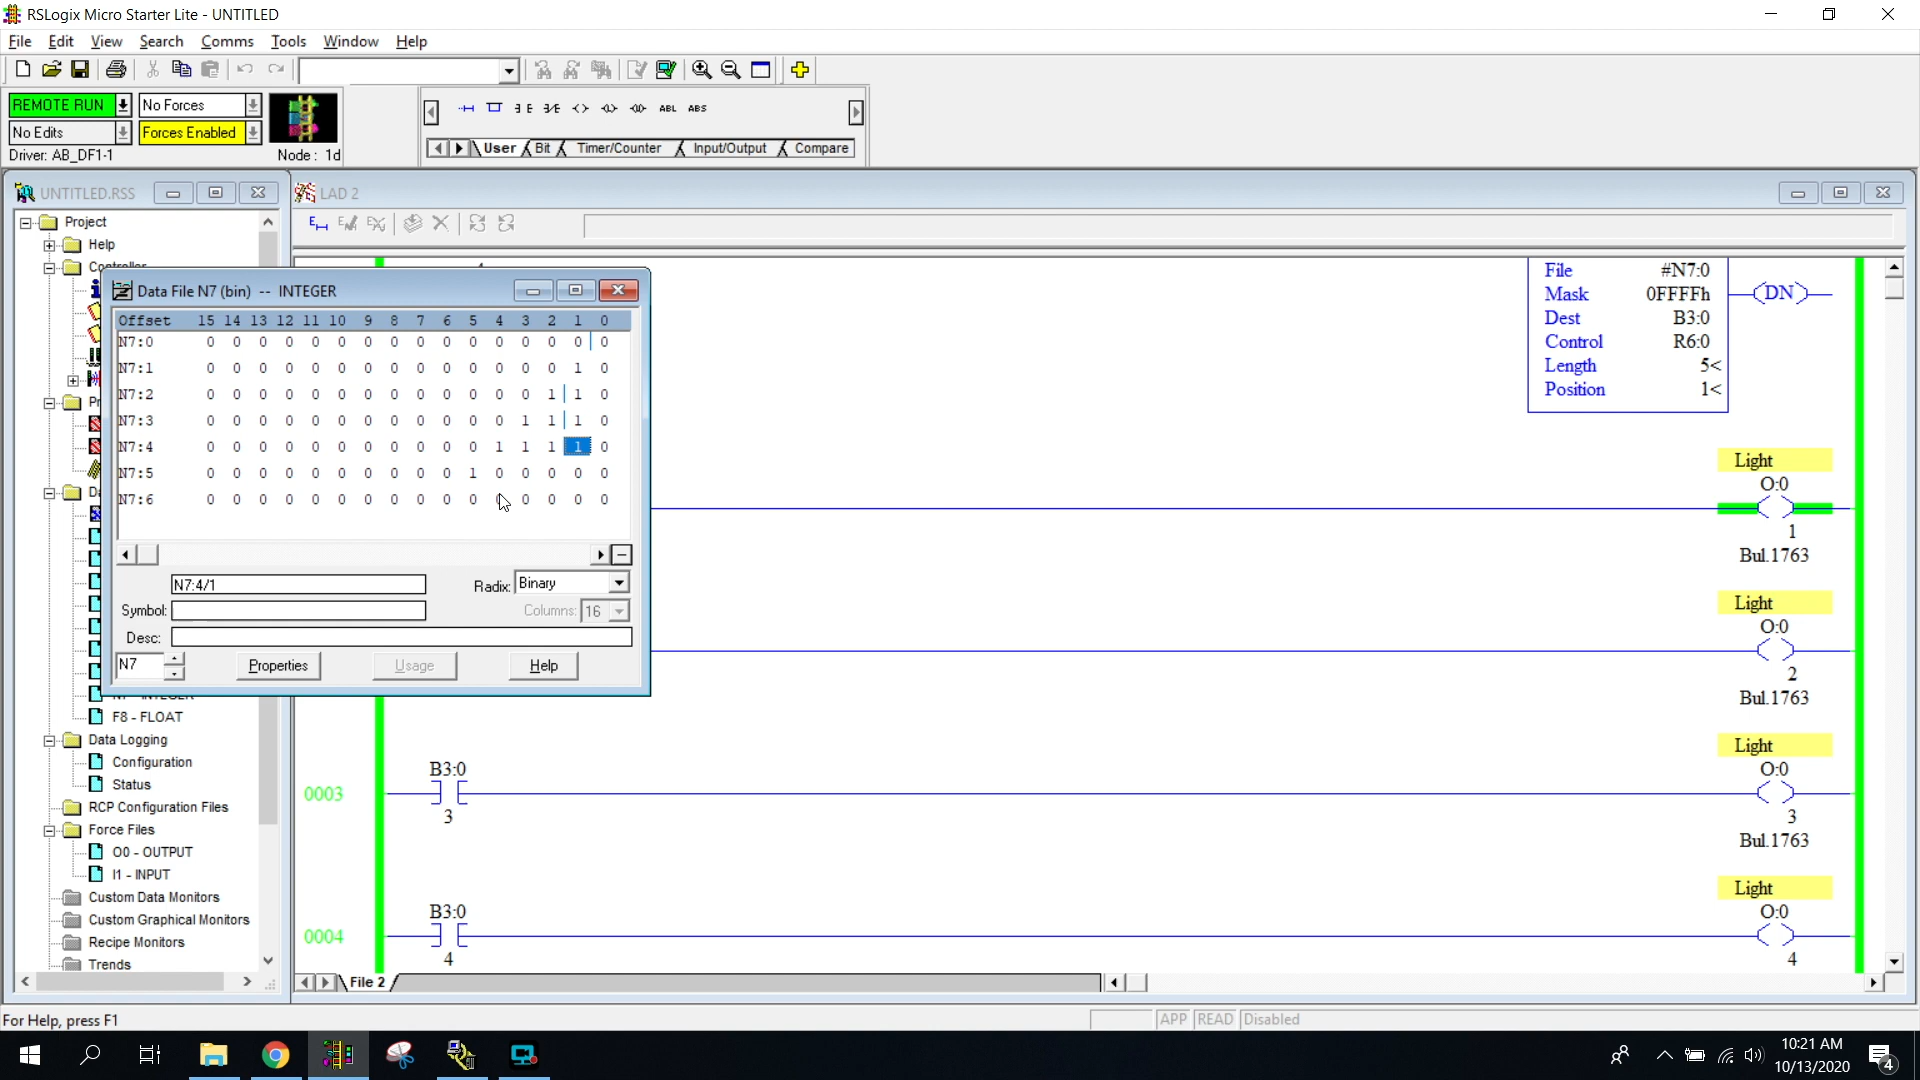 RSLogix Micro Starter Lite - UNTITLED
File Edit View Search Comms Tools Window Help
REMOTE RUN No Forces
No Edits Forces Enabled
Driver: AB_DF1-1 Node : 1d
ABL ABS
User Bit Timer/Counter Input/Output Compare
UNTITLED.RSS
LAD 2
Project
Help
Controller
F8 - FLOAT
Data Logging
Configuration
Status
RCP Configuration Files
Force Files
O0 - OUTPUT
I1 - INPUT
Custom Data Monitors
Custom Graphical Monitors
Recipe Monitors
Trends
Data File N7 (bin) -- INTEGER
Offset 15 14 13 12 11 10 9 8 7 6 5 4 3 2 1 0
N7:0 0 0 0 0 0 0 0 0 0 0 0 0 0 0 0 0
N7:1 0 0 0 0 0 0 0 0 0 0 0 0 0 0 1 0
N7:2 0 0 0 0 0 0 0 0 0 0 0 0 0 1 1 0
N7:3 0 0 0 0 0 0 0 0 0 0 0 0 1 1 1 0
N7:4 0 0 0 0 0 0 0 0 0 0 0 1 1 1 1 0
N7:5 0 0 0 0 0 0 0 0 0 0 1 0 0 0 0 0
N7:6 0 0 0 0 0 0 0 0 0 0 0 0 0 0 0 0
N7:4/1 Radix: Binary
Symbol: Columns: 16
Desc:
N7 Properties Usage Help
File #N7:0
Mask 0FFFFh
Dest B3:0
Control R6:0
Length 5<
Position 1<
DN
Light
O:0
1
Bul.1763
Light
O:0
2
Bul.1763
0003
B3:0
3
Light
O:0
3
Bul.1763
0004
B3:0
4
Light
O:0
4
File 2
For Help, press F1
APP READ Disabled
10:21 AM
10/13/2020
4